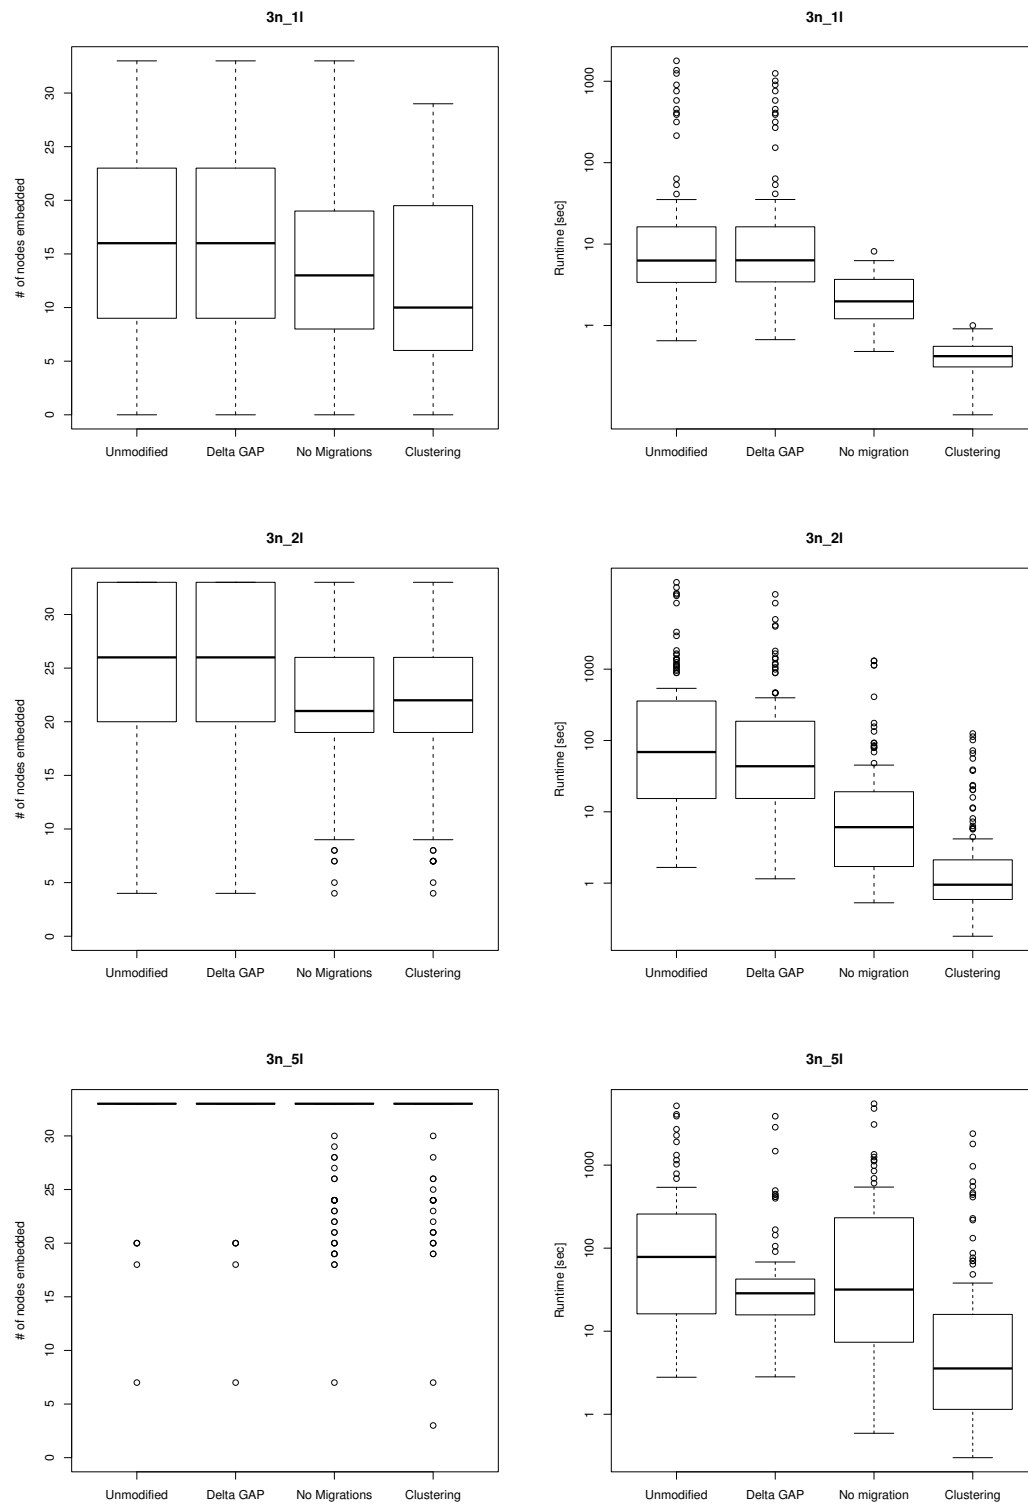 3n_1l
# of nodes embedded
30
25
20
15
10
5
0
Unmodified Delta GAP No Migrations Clustering
3n_1l
Runtime [sec]
1000
100
10
1
Unmodified Delta GAP No migration Clustering
3n_2l
# of nodes embedded
30
25
20
15
10
5
0
Unmodified Delta GAP No Migrations Clustering
3n_2l
Runtime [sec]
1000
100
10
1
Unmodified Delta GAP No migration Clustering
3n_5l
# of nodes embedded
30
25
20
15
10
5
0
Unmodified Delta GAP No Migrations Clustering
3n_5l
Runtime [sec]
1000
100
10
1
Unmodified Delta GAP No migration Clustering